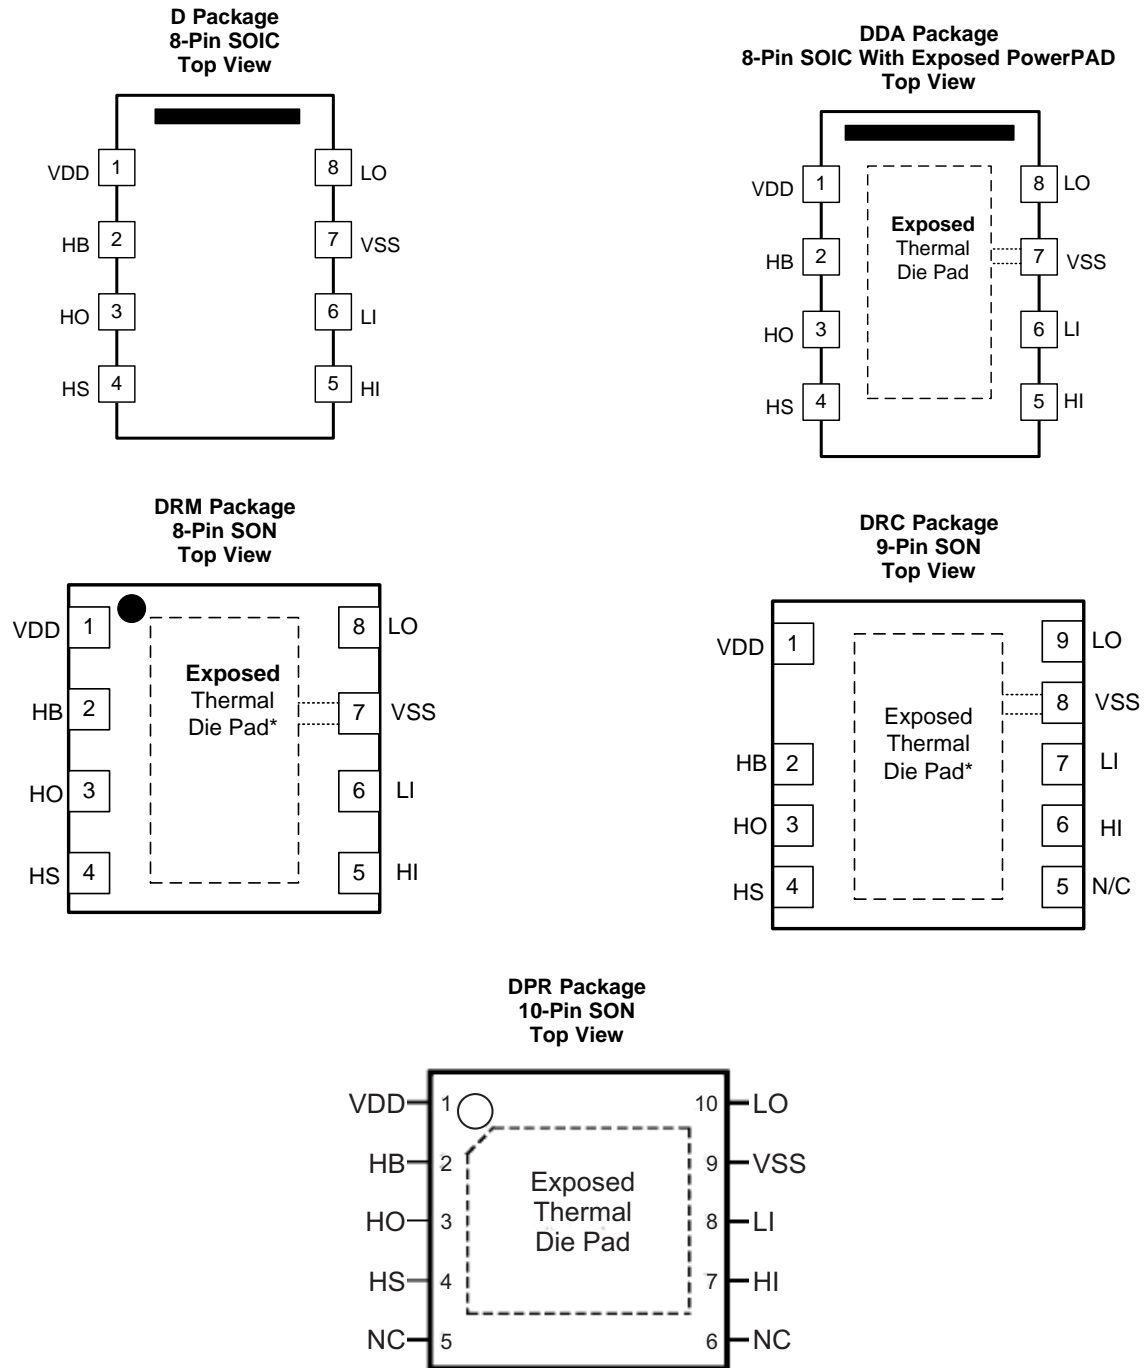 D Package
8-Pin SOIC
Top View
VDD 1 8 LO
HB 2 7 VSS
HO 3 6 LI
HS 4 5 HI
DDA Package
8-Pin SOIC With Exposed PowerPAD
Top View
VDD 1 8 LO
Exposed
Thermal
Die Pad
HB 2 7 VSS
HO 3 6 LI
HS 4 5 HI
DRM Package
8-Pin SON
Top View
VDD 1 8 LO
Exposed
Thermal
Die Pad*
HB 2 7 VSS
HO 3 6 LI
HS 4 5 HI
DRC Package
9-Pin SON
Top View
VDD 1 9 LO
8 VSS
Exposed
Thermal
Die Pad*
HB 2 7 LI
HO 3 6 HI
HS 4 5 N/C
DPR Package
10-Pin SON
Top View
VDD 1 10 LO
HB 2 9 VSS
Exposed
Thermal
Die Pad
HO 3 8 LI
HS 4 7 HI
NC 5 6 NC